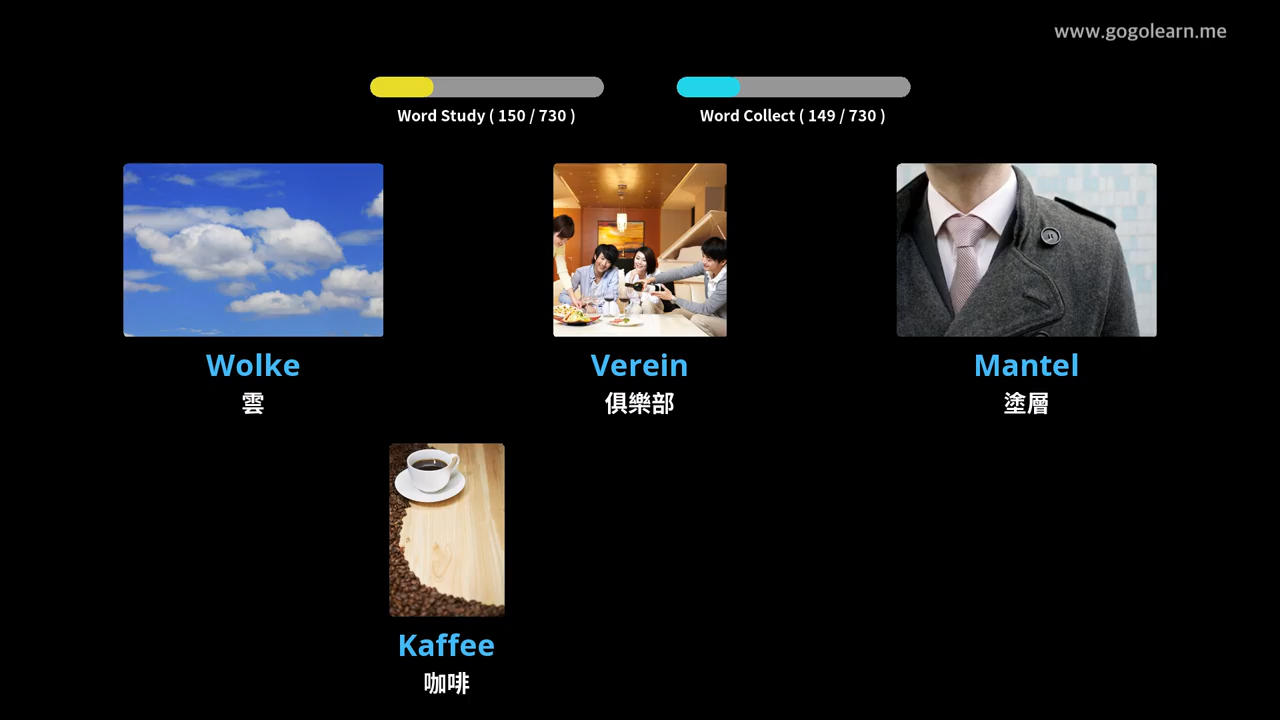 www.gogolearn.me
Word Study ( 150 / 730 )
Word Collect ( 149 / 730 )
Wolke
雲
Verein
俱樂部
Mantel
塗層
Kaffee
咖啡